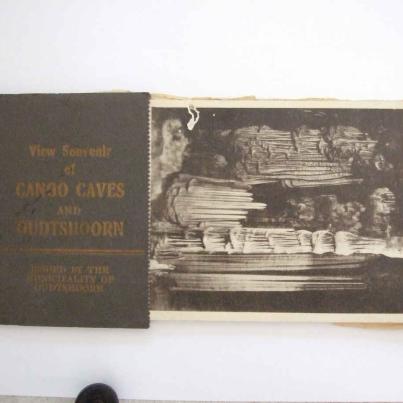 View Souvenir
of
CANGO CAVES
AND
OUDTSHOORN
ISSUED BY THE
MUNICIPALITY OF
OUDTSHOORN